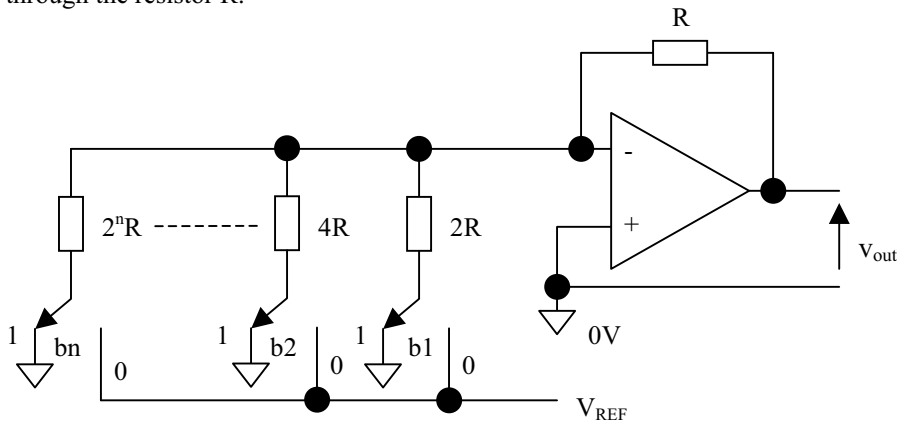 through the resistor R.
R
-
+
2ⁿR
4R
2R
v_out
1
bn
0
1
b2
0
1
b1
0
0V
V_REF